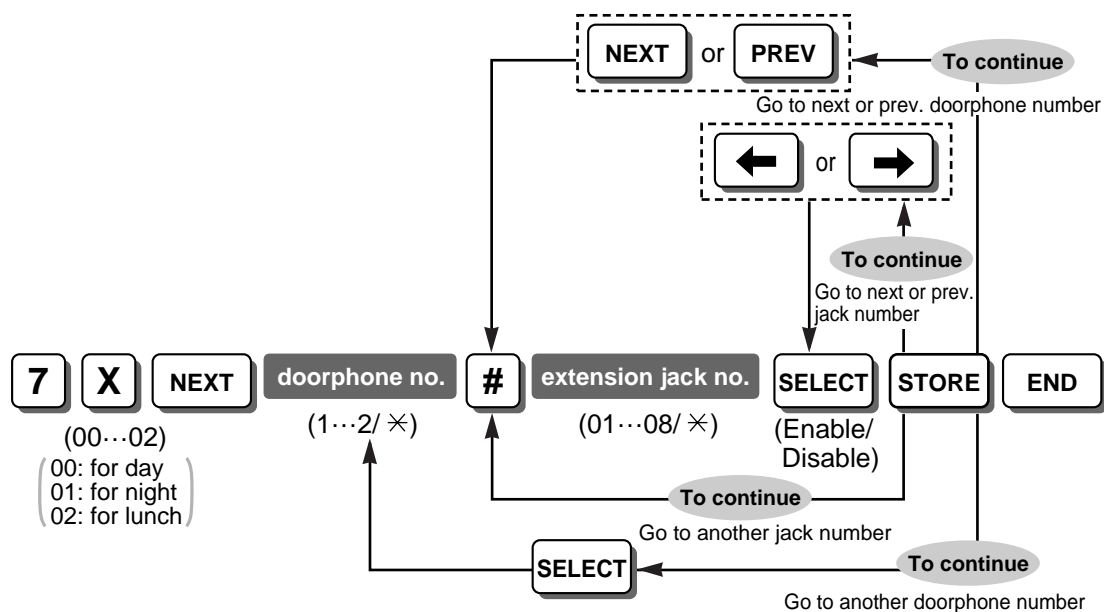 NEXT or PREV
To continue
Go to next or prev. doorphone number
← or →
To continue
Go to next or prev.
jack number
7 X NEXT doorphone no. # extension jack no. SELECT STORE END
(00···02)
(1···2/ ✳)
(01···08/ ✳)
(Enable/
Disable)
00: for day
01: for night
02: for lunch
To continue
Go to another jack number
SELECT
To continue
Go to another doorphone number